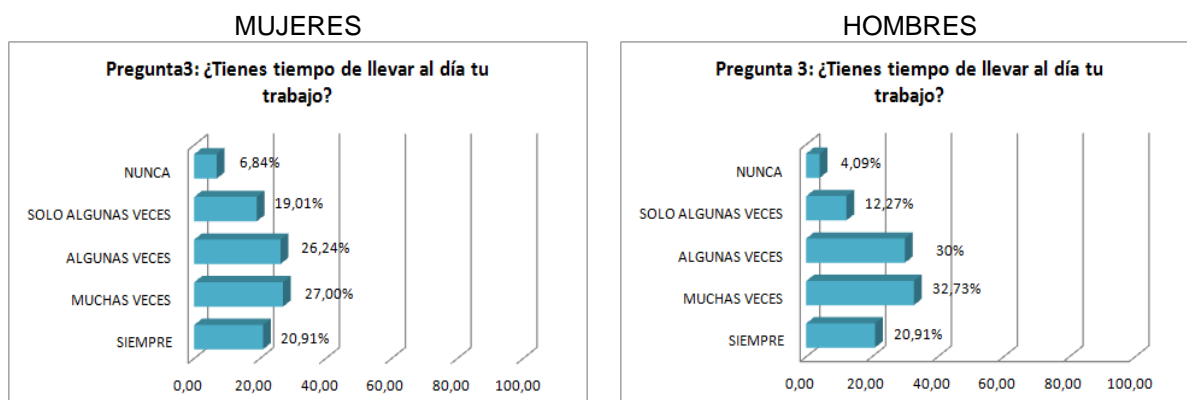 MUJERES
Pregunta3: ¿Tienes tiempo de llevar al día tu
trabajo?
NUNCA 6,84%
SOLO ALGUNAS VECES 19,01%
ALGUNAS VECES 26,24%
MUCHAS VECES 27,00%
SIEMPRE 20,91%
0,00 20,00 40,00 60,00 80,00 100,00
HOMBRES
Pregunta 3: ¿Tienes tiempo de llevar al día tu
trabajo?
NUNCA 4,09%
SOLO ALGUNAS VECES 12,27%
ALGUNAS VECES 30%
MUCHAS VECES 32,73%
SIEMPRE 20,91%
0,00 20,00 40,00 60,00 80,00 100,00